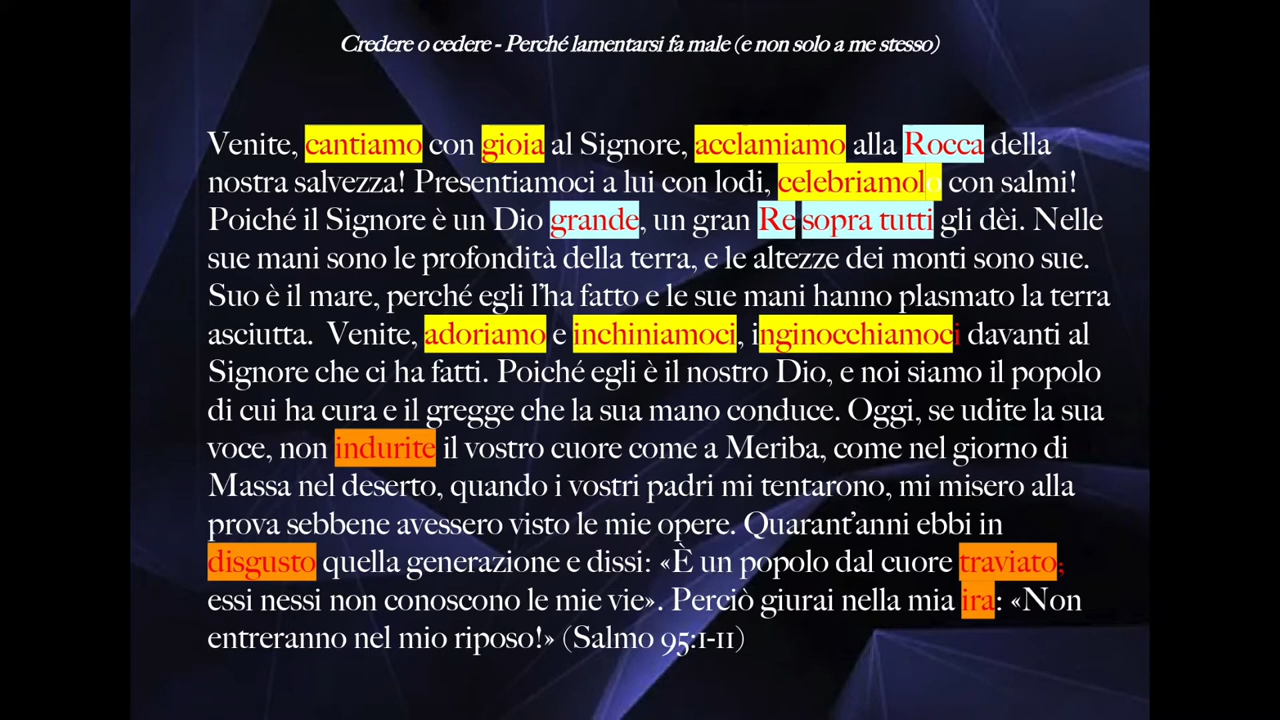 Credere o cedere - Perché lamentarsi fa male (e non solo a me stesso)
Venite, cantiamo con gioia al Signore, acclamiamo alla Rocca della
nostra salvezza! Presentiamoci a lui con lodi, celebriamolo con salmi!
Poiché il Signore è un Dio grande, un gran Re sopra tutti gli dèi. Nelle
sue mani sono le profondità della terra, e le altezze dei monti sono sue.
Suo è il mare, perché egli l'ha fatto e le sue mani hanno plasmato la terra
asciutta. Venite, adoriamo e inchiniamoci, inginocchiamoci davanti al
Signore che ci ha fatti. Poiché egli è il nostro Dio, e noi siamo il popolo
di cui ha cura e il gregge che la sua mano conduce. Oggi, se udite la sua
voce, non indurite il vostro cuore come a Meriba, come nel giorno di
Massa nel deserto, quando i vostri padri mi tentarono, mi misero alla
prova sebbene avessero visto le mie opere. Quarant'anni ebbi in
disgusto quella generazione e dissi: «È un popolo dal cuore traviato;
essi nessi non conoscono le mie vie». Perciò giurai nella mia ira: «Non
entreranno nel mio riposo!» (Salmo 95:1-11)